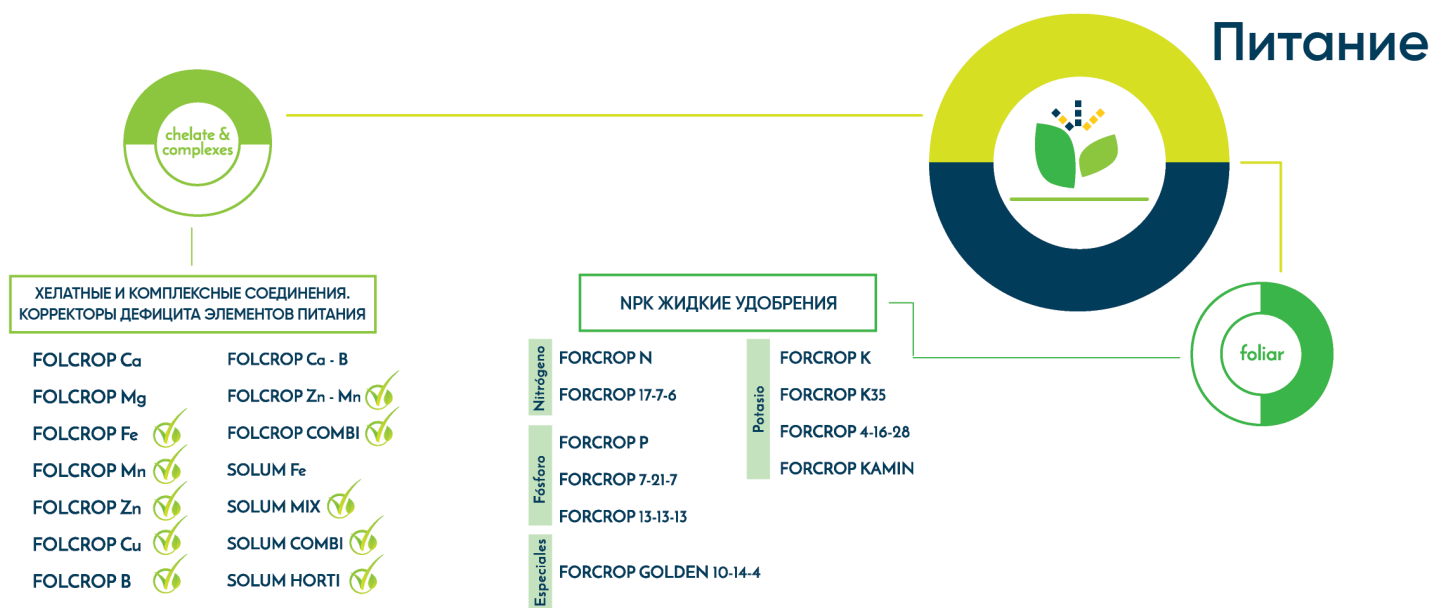 Питание
chelate &
complexes
ХЕЛАТНЫЕ И КОМПЛЕКСНЫЕ СОЕДИНЕНИЯ.
КОРРЕКТОРЫ ДЕФИЦИТА ЭЛЕМЕНТОВ ПИТАНИЯ
FOLCROP Ca
FOLCROP Mg
FOLCROP Fe
FOLCROP Mn
FOLCROP Zn
FOLCROP Cu
FOLCROP B
FOLCROP Ca - B
FOLCROP Zn - Mn
FOLCROP COMBI
SOLUM Fe
SOLUM MIX
SOLUM COMBI
SOLUM HORTI
NPK ЖИДКИЕ УДОБРЕНИЯ
Nitrógeno
FORCROP N
FORCROP 17-7-6
Fósforo
FORCROP P
FORCROP 7-21-7
FORCROP 13-13-13
Especiales
FORCROP GOLDEN 10-14-4
Potasio
FORCROP K
FORCROP K35
FORCROP 4-16-28
FORCROP KAMIN
foliar